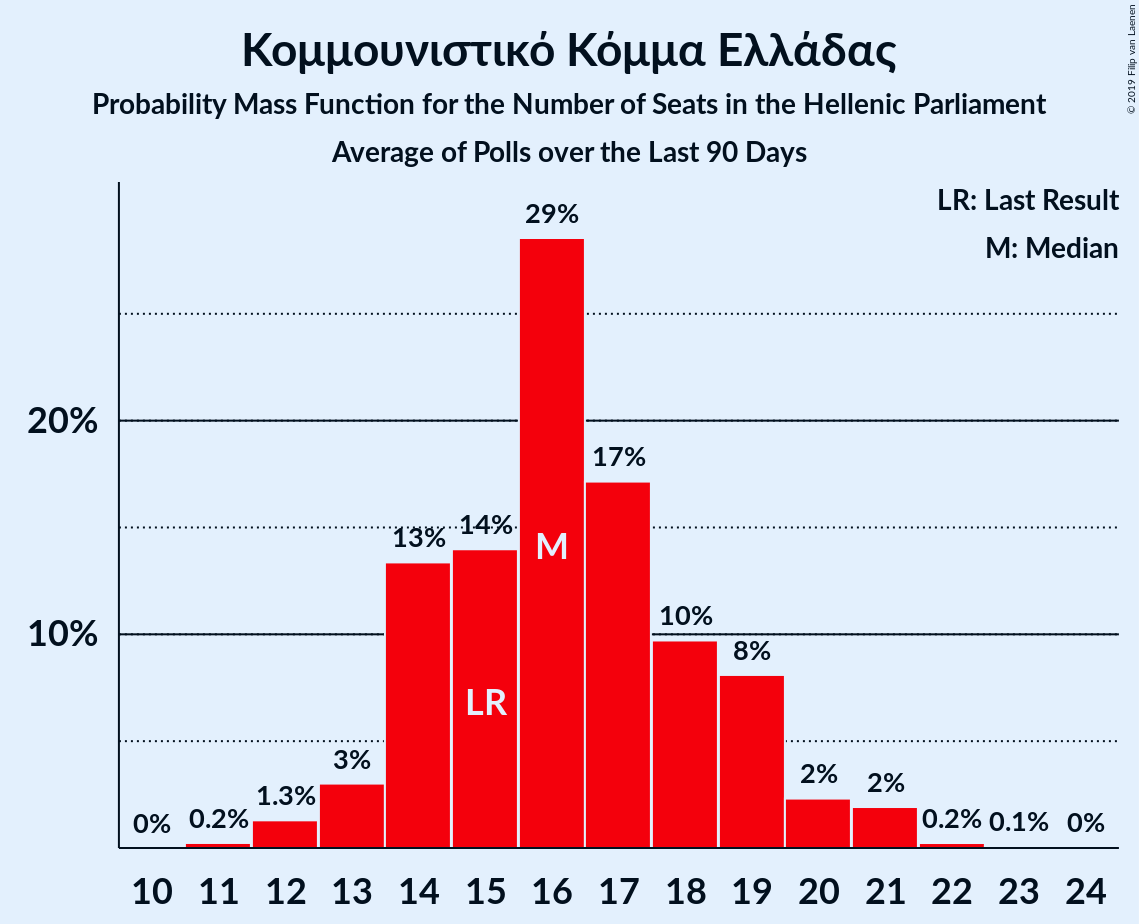 Κομμουνιστικό Κόμμα Ελλάδας
Probability Mass Function for the Number of Seats in the Hellenic Parliament
Average of Polls over the Last 90 Days
© 2019 Filip van Laenen
LR: Last Result
M: Median
29%
20%
17%
14%
13%
M
10%
10%
8%
LR
3%
2%
2%
1.3%
0.2%
0.2%
0.1%
0%
0%
10 11 12 13 14 15 16 17 18 19 20 21 22 23 24